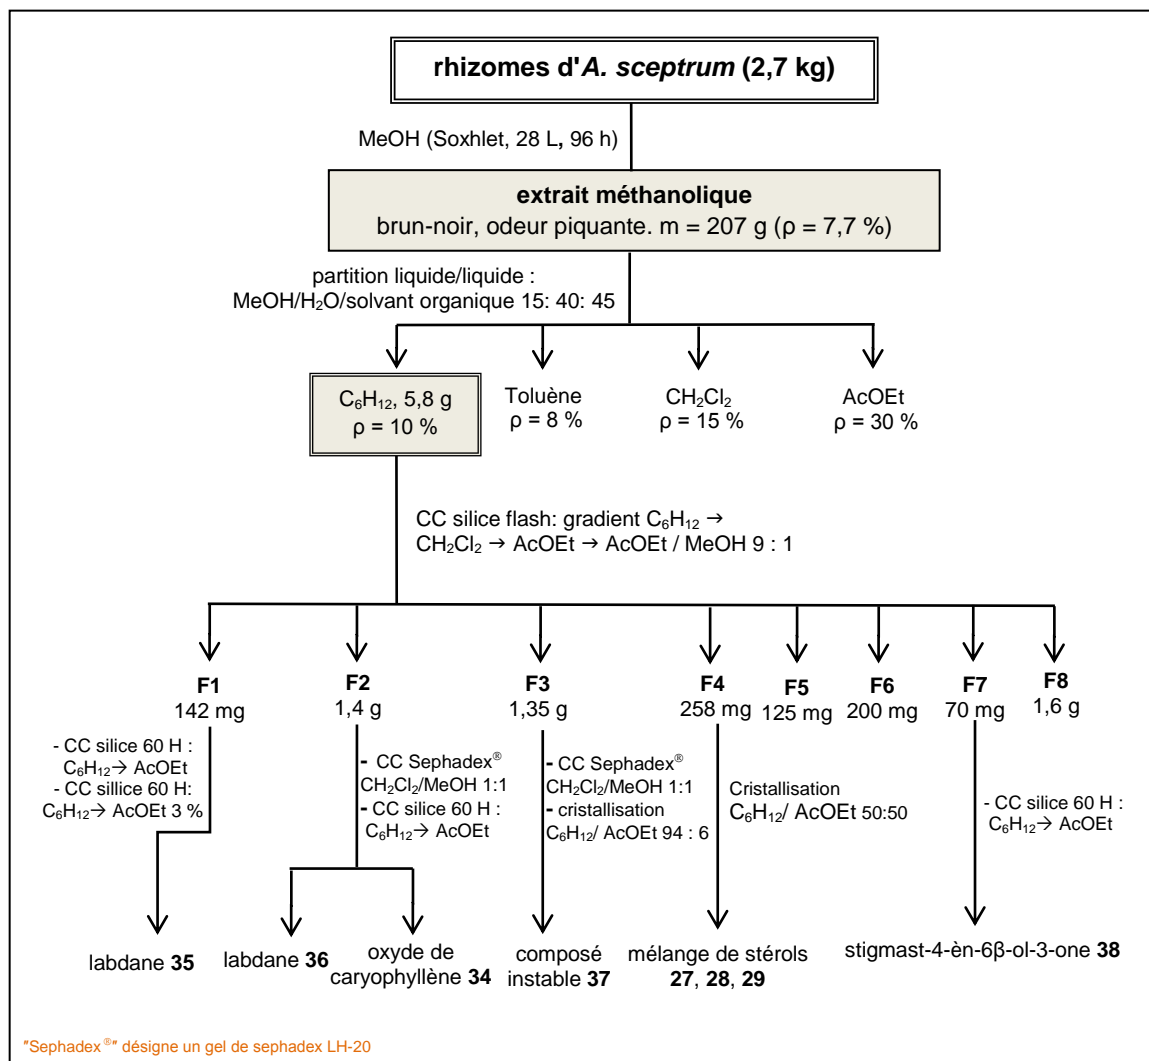 rhizomes d'A. sceptrum (2,7 kg)
MeOH (Soxhlet, 28 L, 96 h)
extrait méthanolique
brun-noir, odeur piquante. m = 207 g (ρ = 7,7 %)
partition liquide/liquide :
MeOH/H₂O/solvant organique 15: 40: 45
C₆H₁₂, 5,8 g
ρ = 10 %
Toluène
ρ = 8 %
CH₂Cl₂
ρ = 15 %
AcOEt
ρ = 30 %
CC silice flash: gradient C₆H₁₂ →
CH₂Cl₂ → AcOEt → AcOEt / MeOH 9 : 1
F1
142 mg
F2
1,4 g
F3
1,35 g
F4
258 mg
F5
125 mg
F6
200 mg
F7
70 mg
F8
1,6 g
- CC silice 60 H :
C₆H₁₂→ AcOEt
- CC sillice 60 H:
C₆H₁₂→ AcOEt 3 %
- CC Sephadex®
CH₂Cl₂/MeOH 1:1
- CC silice 60 H :
C₆H₁₂→ AcOEt
- CC Sephadex®
CH₂Cl₂/MeOH 1:1
- cristallisation
C₆H₁₂/ AcOEt 94 : 6
Cristallisation
C₆H₁₂/ AcOEt 50:50
- CC silice 60 H :
C₆H₁₂→ AcOEt
labdane 35
labdane 36
oxyde de
caryophyllène 34
composé
instable 37
mélange de stérols
27, 28, 29
stigmast-4-èn-6β-ol-3-one 38
"Sephadex®" désigne un gel de sephadex LH-20